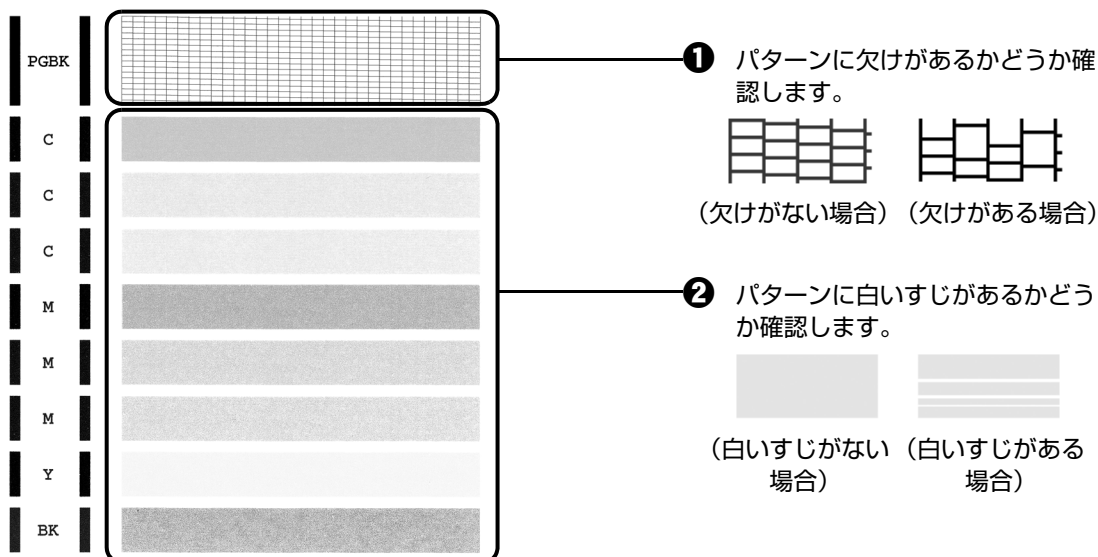 PGBK
C
C
C
M
M
M
Y
BK
❶ パターンに欠けがあるかどうか確
認します。
（欠けがない場合）（欠けがある場合）
❷ パターンに白いすじがあるかどう
か確認します。
（白いすじがない （白いすじがある
場合） 場合）